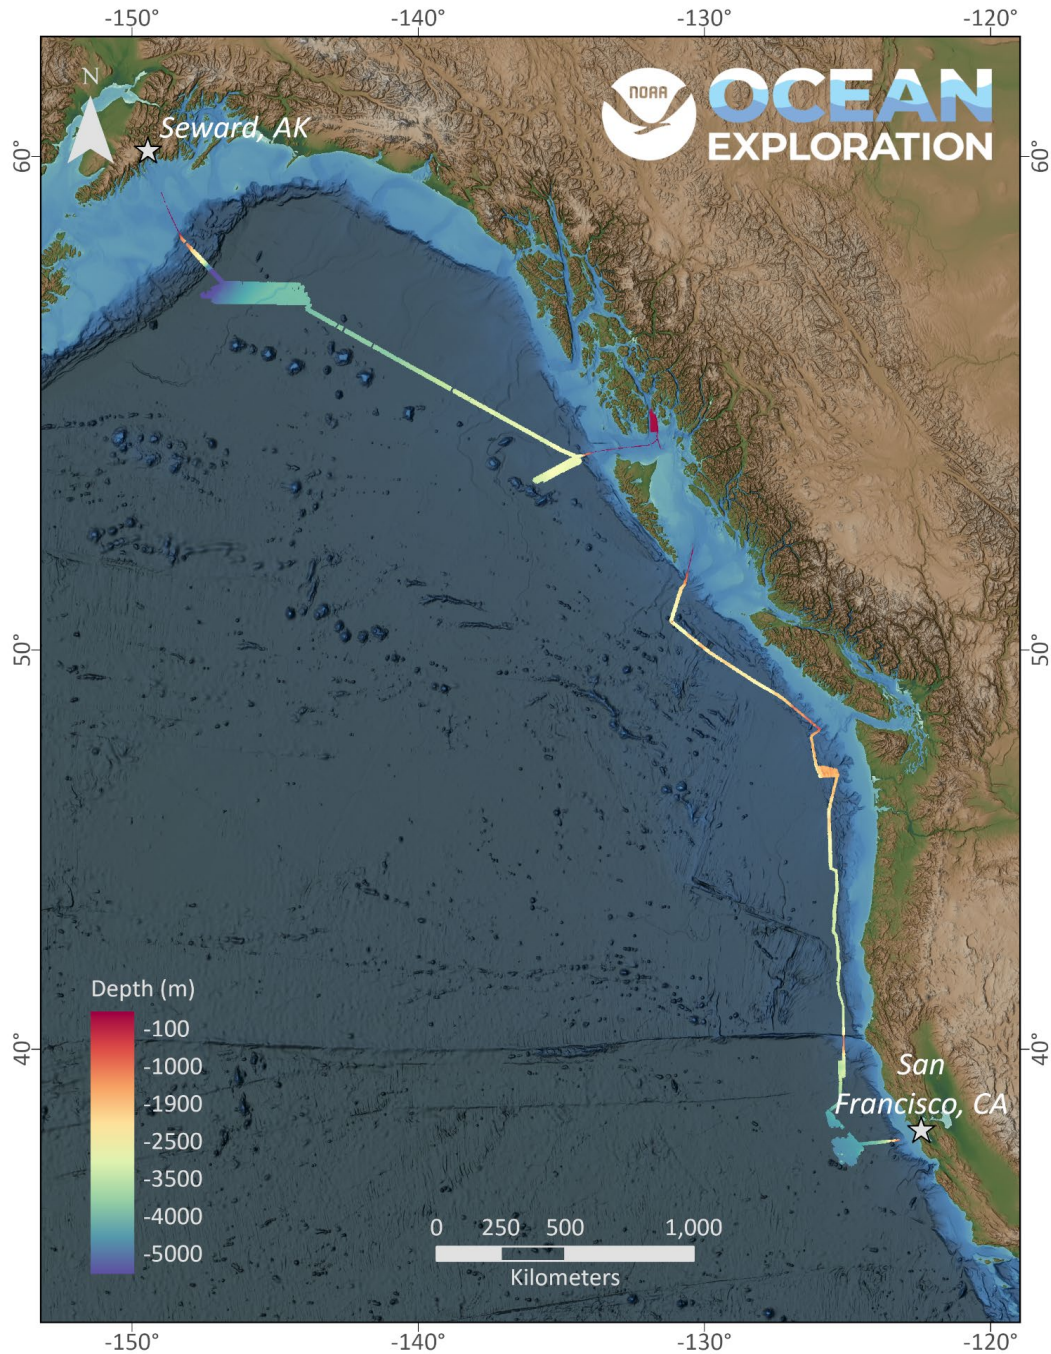 -150°
-140°
-130°
-120°
N
Seward, AK
NOAA
OCEAN
EXPLORATION
60°
60°
50°
50°
Depth (m)
-100
-1000
-1900
-2500
-3500
-4000
-5000
40°
40°
San
Francisco, CA
0 250 500 1,000
Kilometers
-150°
-140°
-130°
-120°